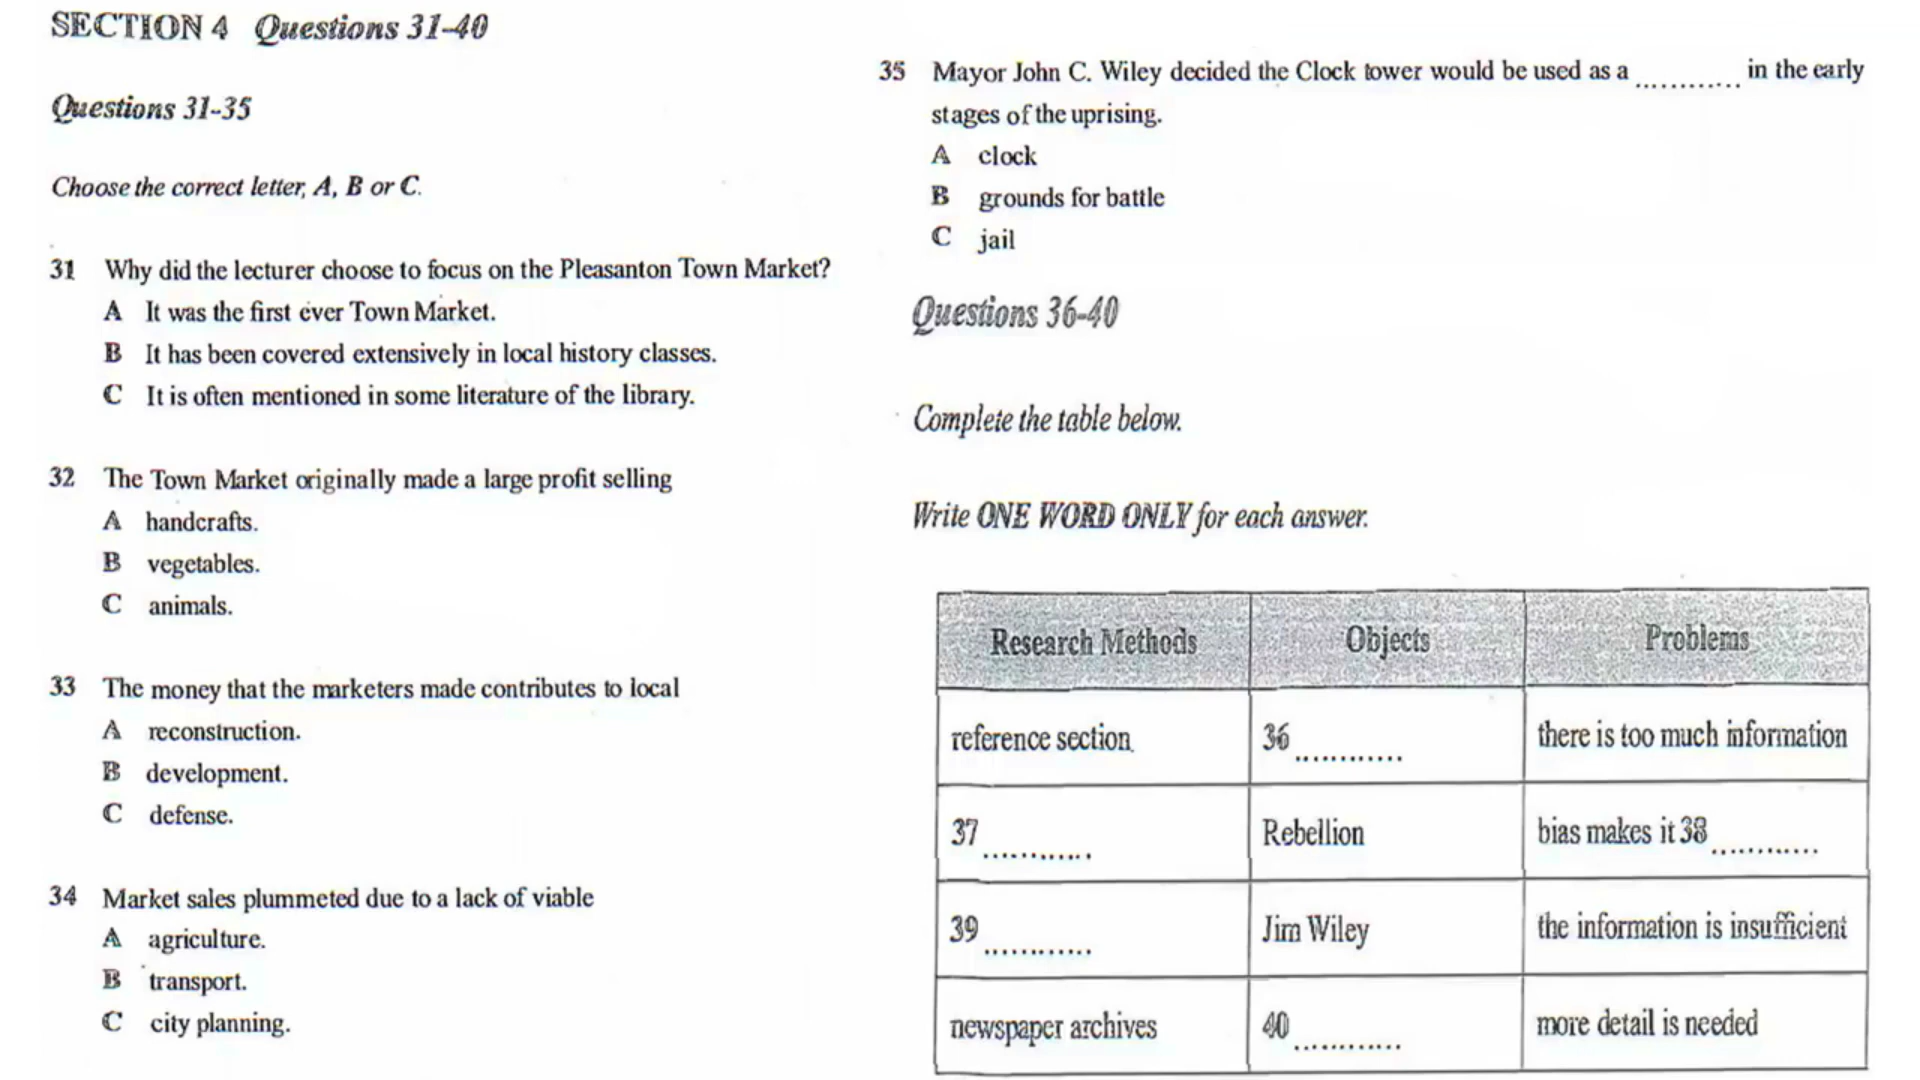 SECTION 4 Questions 31-40
Questions 31-35
Choose the correct letter, A, B or C.
31 Why did the lecturer choose to focus on the Pleasanton Town Market?
A It was the first ever Town Market.
B It has been covered extensively in local history classes.
C It is often mentioned in some literature of the library.
32 The Town Market originally made a large profit selling
A handcrafts.
B vegetables.
C animals.
33 The money that the marketers made contributes to local
A reconstruction.
B development.
C defense.
34 Market sales plummeted due to a lack of viable
A agriculture.
B transport.
C city planning.
35 Mayor John C. Wiley decided the Clock tower would be used as a ............ in the early
stages of the uprising.
A clock
B grounds for battle
C jail
Questions 36-40
Complete the table below.
Write ONE WORD ONLY for each answer.
Research Methods Objects Problems
reference section 36 ............ there is too much information
37 ............ Rebellion bias makes it 38 ............
39 ............ Jim Wiley the information is insufficient
newspaper archives 40 ............ more detail is needed